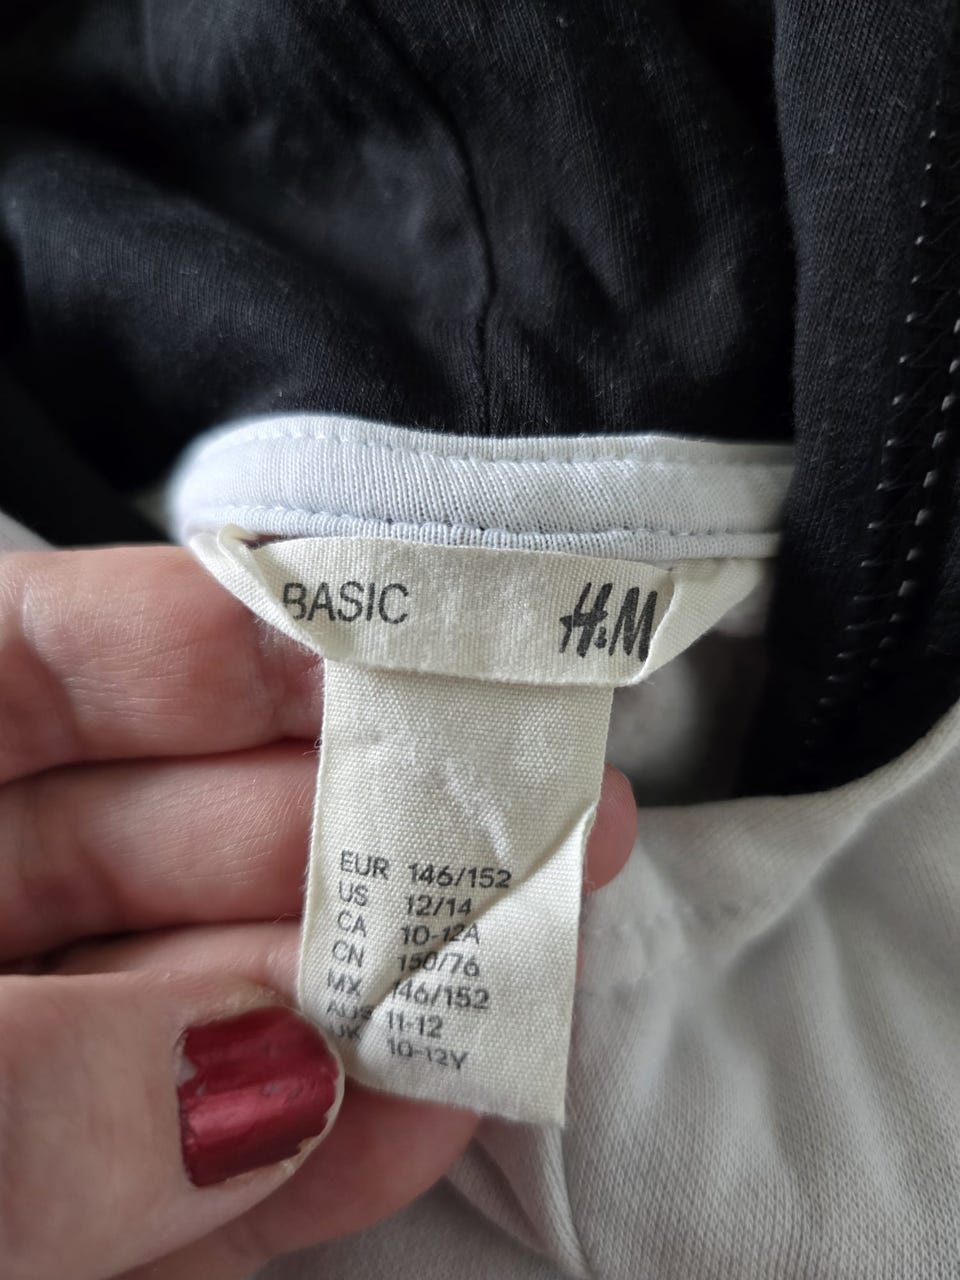 BASIC H&M
EUR 146/152
US 12/14
CA 10-12A
CN 150/76
MX 146/152
AUS 11-12
UK 10-12Y